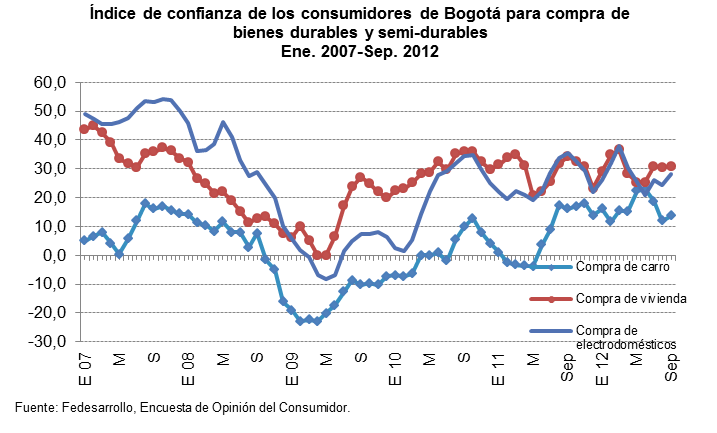 Índice de confianza de los consumidores de Bogotá para compra de
bienes durables y semi-durables
Ene. 2007-Sep. 2012
60,0
50,0
40,0
30,0
20,0
10,0
0,0
-10,0
-20,0
-30,0
Compra de carro
Compra de vivienda
Compra de
electrodomésticos
E 07
M
S
E 08
M
S
E 09
M
S
E 10
M
S
E 11
M
Sep
E 12
M
Sep
Fuente: Fedesarrollo, Encuesta de Opinión del Consumidor.